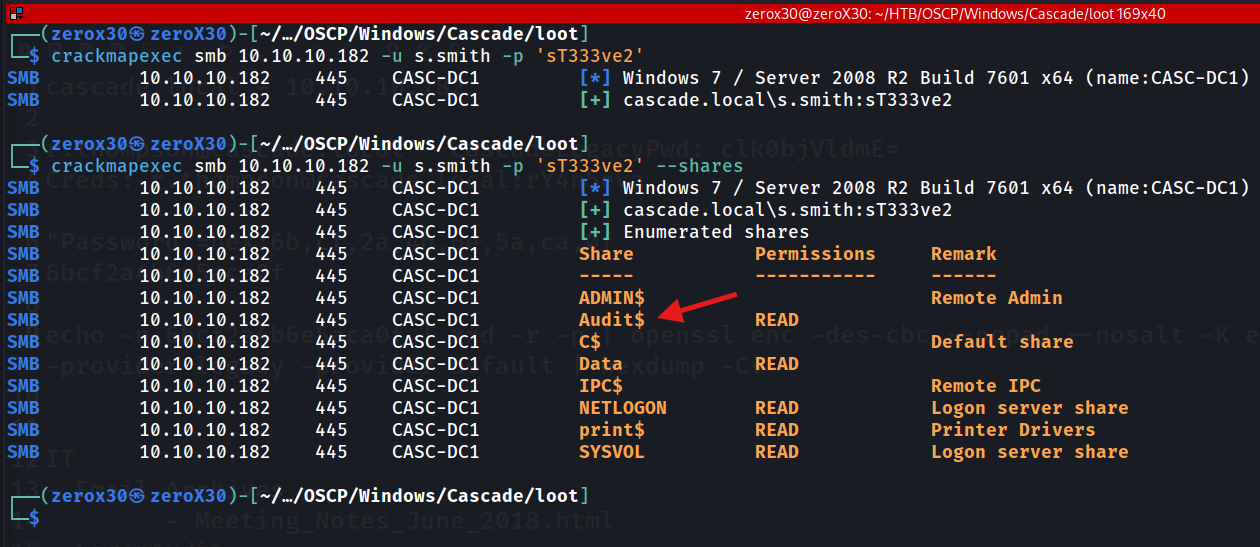 zerox30@zeroX30: ~/HTB/OSCP/Windows/Cascade/loot 169x40
┌──(zerox30㉿zeroX30)-[~/…/OSCP/Windows/Cascade/loot]
└─$ crackmapexec smb 10.10.10.182 -u s.smith -p 'sT333ve2'
SMB 10.10.10.182 445 CASC-DC1 [*] Windows 7 / Server 2008 R2 Build 7601 x64 (name:CASC-DC1)
SMB 10.10.10.182 445 CASC-DC1 [+] cascade.local\s.smith:sT333ve2
┌──(zerox30㉿zeroX30)-[~/…/OSCP/Windows/Cascade/loot]
└─$ crackmapexec smb 10.10.10.182 -u s.smith -p 'sT333ve2' --shares
SMB 10.10.10.182 445 CASC-DC1 [*] Windows 7 / Server 2008 R2 Build 7601 x64 (name:CASC-DC1)
SMB 10.10.10.182 445 CASC-DC1 [+] cascade.local\s.smith:sT333ve2
SMB 10.10.10.182 445 CASC-DC1 [+] Enumerated shares
SMB 10.10.10.182 445 CASC-DC1 Share Permissions Remark
SMB 10.10.10.182 445 CASC-DC1 ----- ----------- ------
SMB 10.10.10.182 445 CASC-DC1 ADMIN$ Remote Admin
SMB 10.10.10.182 445 CASC-DC1 Audit$ READ
SMB 10.10.10.182 445 CASC-DC1 C$ Default share
SMB 10.10.10.182 445 CASC-DC1 Data READ
SMB 10.10.10.182 445 CASC-DC1 IPC$ Remote IPC
SMB 10.10.10.182 445 CASC-DC1 NETLOGON READ Logon server share
SMB 10.10.10.182 445 CASC-DC1 print$ READ Printer Drivers
SMB 10.10.10.182 445 CASC-DC1 SYSVOL READ Logon server share
┌──(zerox30㉿zeroX30)-[~/…/OSCP/Windows/Cascade/loot]
└─$
- Meeting_Notes_June_2018.html